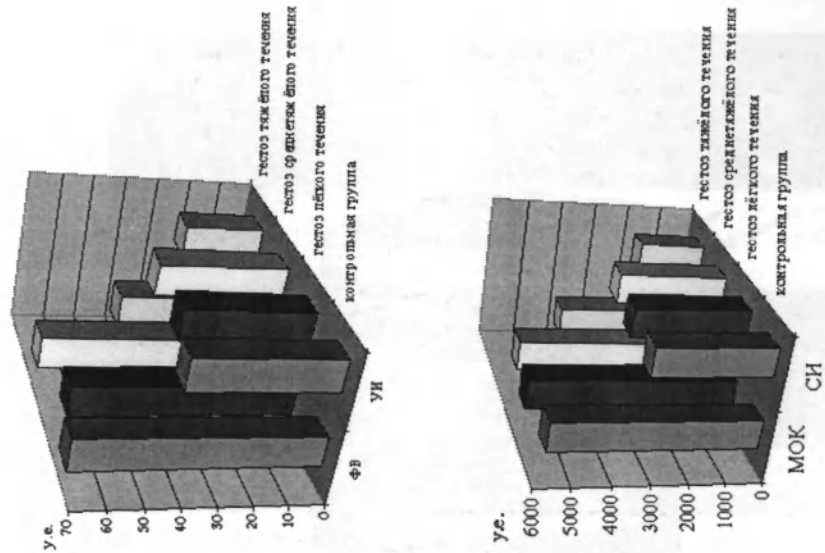 у.е.
70
60
50
40
30
20
10
0
ФВ
УИ
гестоз тяжёлого течения
гестоз среднетяжёлого течения
гестоз лёгкого течения
контрольная группа
у.е.
6000
5000
4000
3000
2000
1000
0
МОК
СИ
гестоз тяжёлого течения
гестоз среднетяжёлого течения
гестоз лёгкого течения
контрольная группа